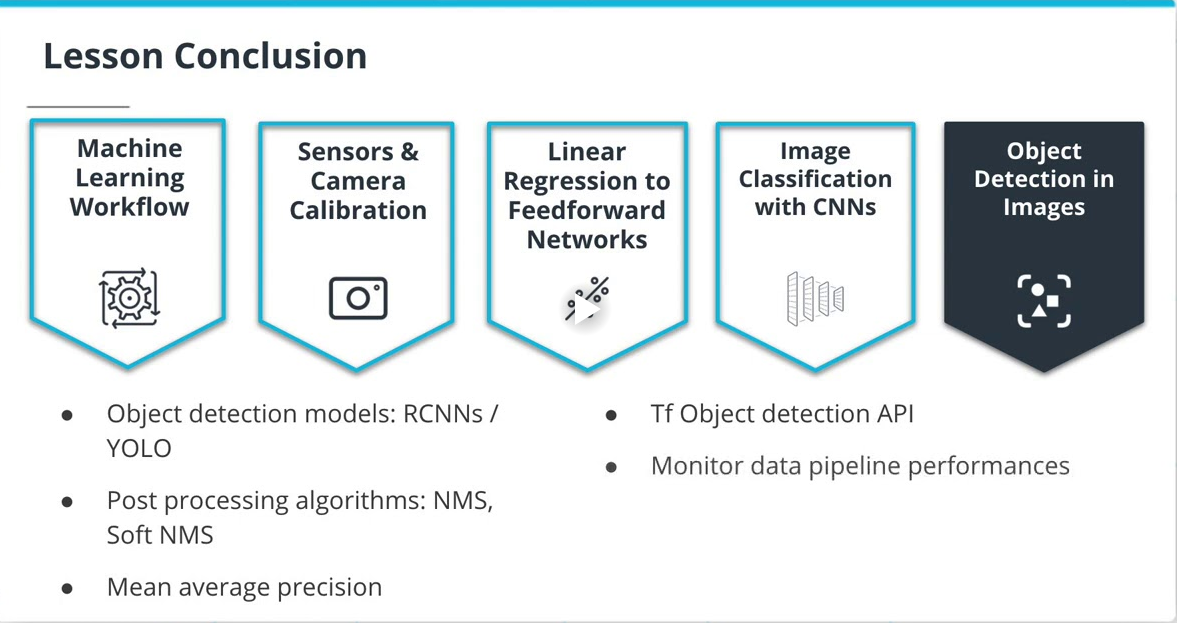 Lesson Conclusion
Machine
Learning
Workflow
Sensors &
Camera
Calibration
Linear
Regression to
Feedforward
Networks
Image
Classification
with CNNs
Object
Detection in
Images
● Object detection models: RCNNs /
YOLO
● Post processing algorithms: NMS,
Soft NMS
● Mean average precision
● Tf Object detection API
● Monitor data pipeline performances